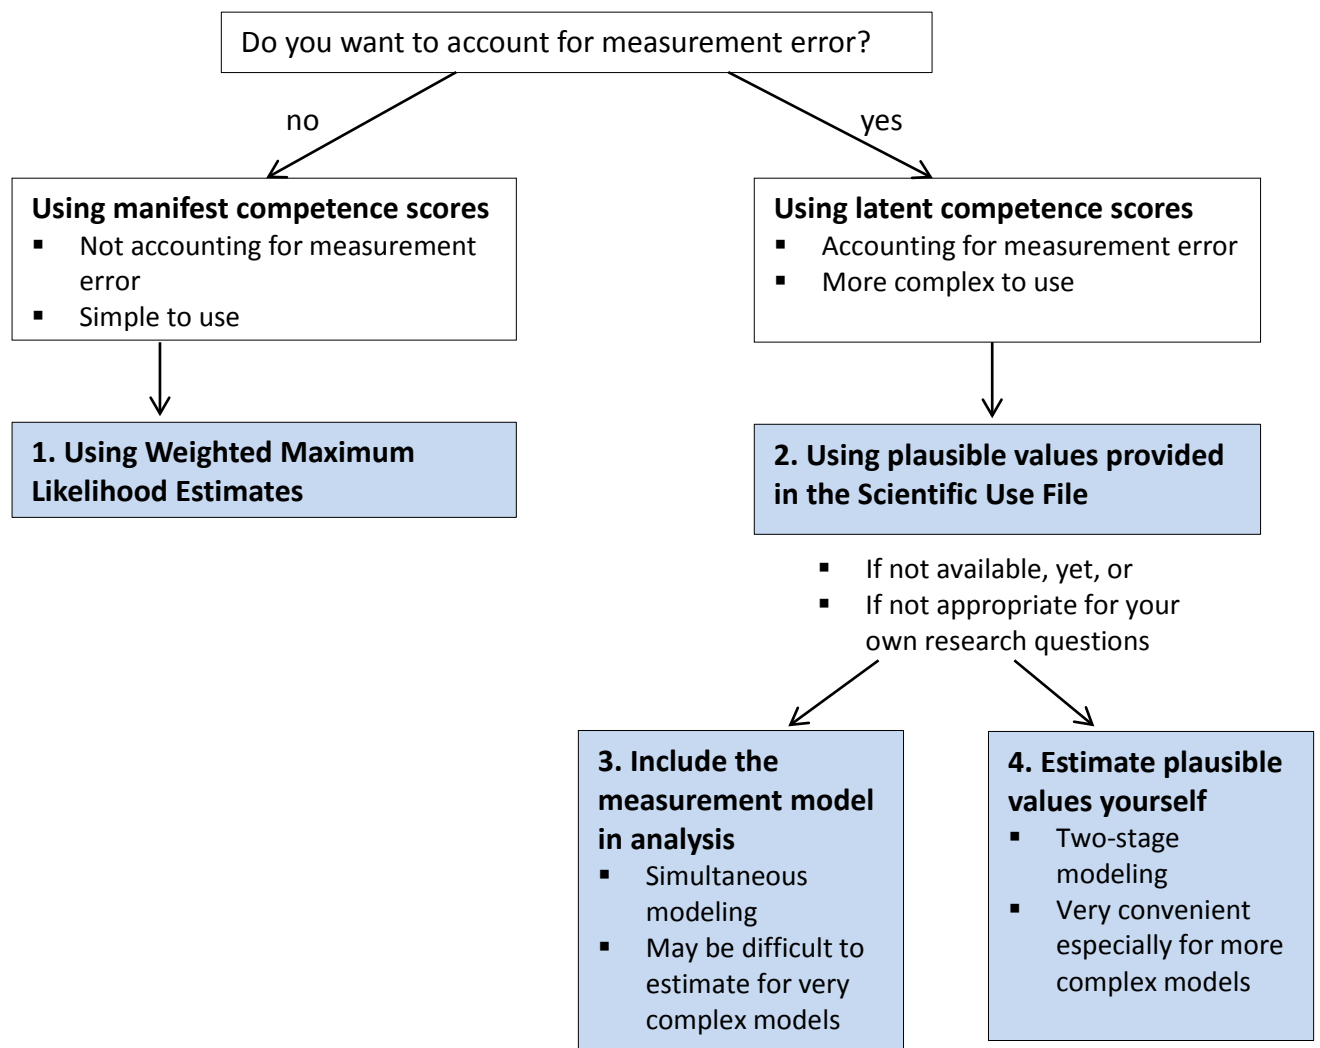 Do you want to account for measurement error?
no
yes
Using manifest competence scores
▪ Not accounting for measurement
error
▪ Simple to use
Using latent competence scores
▪ Accounting for measurement error
▪ More complex to use
1. Using Weighted Maximum
Likelihood Estimates
2. Using plausible values provided
in the Scientific Use File
▪ If not available, yet, or
▪ If not appropriate for your
own research questions
3. Include the
measurement model
in analysis
▪ Simultaneous
modeling
▪ May be difficult to
estimate for very
complex models
4. Estimate plausible
values yourself
▪ Two-stage
modeling
▪ Very convenient
especially for more
complex models